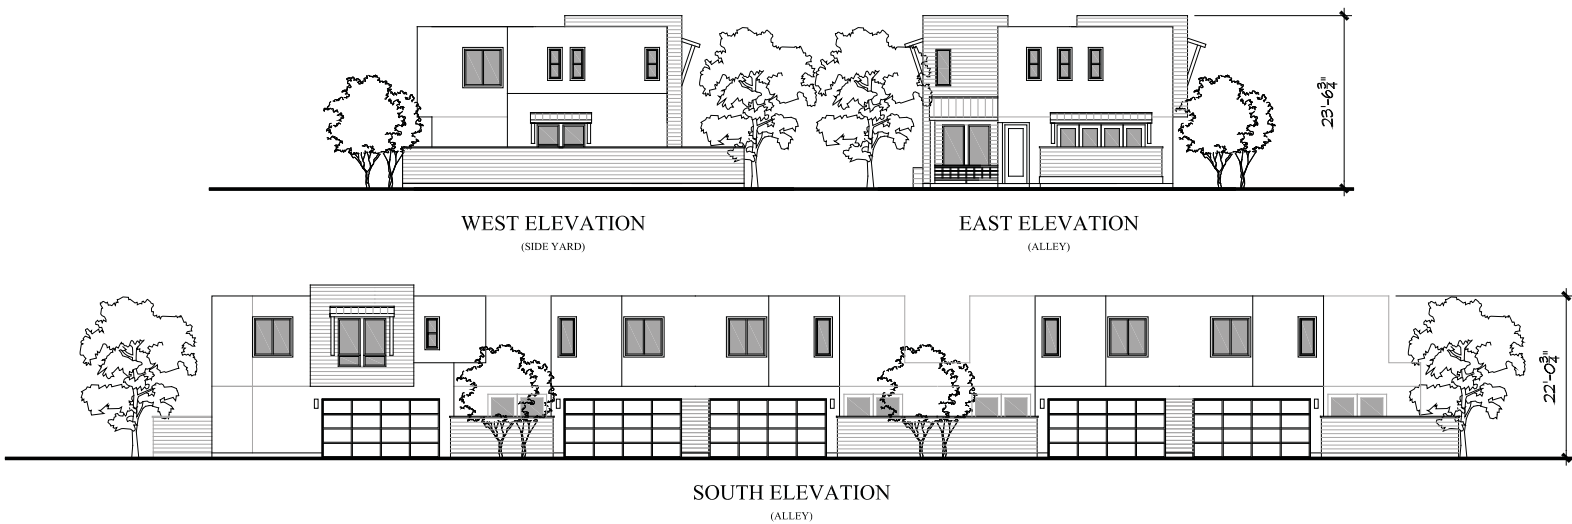 23'-6¾"
WEST ELEVATION
(SIDE YARD)
EAST ELEVATION
(ALLEY)
22'-0¾"
SOUTH ELEVATION
(ALLEY)